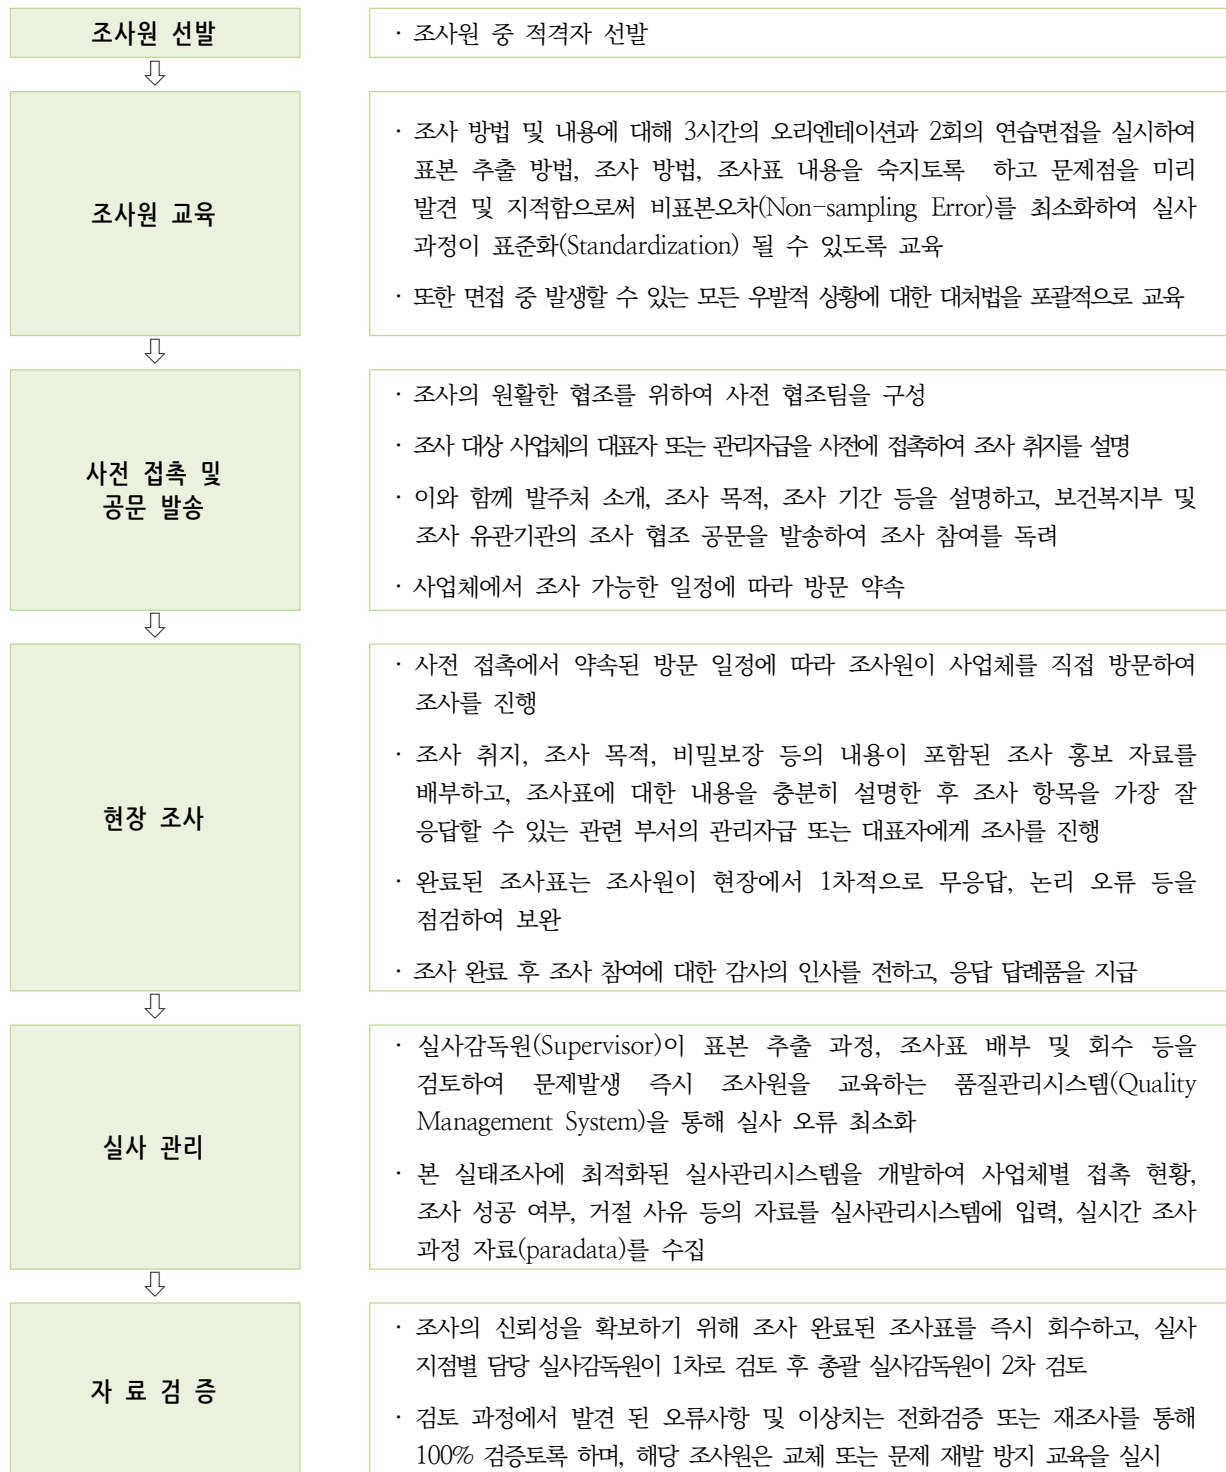 조사원 선발
· 조사원 중 적격자 선발
⇩
조사원 교육
· 조사 방법 및 내용에 대해 3시간의 오리엔테이션과 2회의 연습면접을 실시하여
표본 추출 방법, 조사 방법, 조사표 내용을 숙지토록 하고 문제점을 미리
발견 및 지적함으로써 비표본오차(Non-sampling Error)를 최소화하여 실사
과정이 표준화(Standardization) 될 수 있도록 교육
· 또한 면접 중 발생할 수 있는 모든 우발적 상황에 대한 대처법을 포괄적으로 교육
⇩
사전 접촉 및
공문 발송
· 조사의 원활한 협조를 위하여 사전 협조팀을 구성
· 조사 대상 사업체의 대표자 또는 관리자급을 사전에 접촉하여 조사 취지를 설명
· 이와 함께 발주처 소개, 조사 목적, 조사 기간 등을 설명하고, 보건복지부 및
조사 유관기관의 조사 협조 공문을 발송하여 조사 참여를 독려
· 사업체에서 조사 가능한 일정에 따라 방문 약속
⇩
현장 조사
· 사전 접촉에서 약속된 방문 일정에 따라 조사원이 사업체를 직접 방문하여
조사를 진행
· 조사 취지, 조사 목적, 비밀보장 등의 내용이 포함된 조사 홍보 자료를
배부하고, 조사표에 대한 내용을 충분히 설명한 후 조사 항목을 가장 잘
응답할 수 있는 관련 부서의 관리자급 또는 대표자에게 조사를 진행
· 완료된 조사표는 조사원이 현장에서 1차적으로 무응답, 논리 오류 등을
점검하여 보완
· 조사 완료 후 조사 참여에 대한 감사의 인사를 전하고, 응답 답례품을 지급
⇩
실사 관리
· 실사감독원(Supervisor)이 표본 추출 과정, 조사표 배부 및 회수 등을
검토하여 문제발생 즉시 조사원을 교육하는 품질관리시스템(Quality
Management System)을 통해 실사 오류 최소화
· 본 실태조사에 최적화된 실사관리시스템을 개발하여 사업체별 접촉 현황,
조사 성공 여부, 거절 사유 등의 자료를 실사관리시스템에 입력, 실시간 조사
과정 자료(paradata)를 수집
⇩
자 료 검 증
· 조사의 신뢰성을 확보하기 위해 조사 완료된 조사표를 즉시 회수하고, 실사
지점별 담당 실사감독원이 1차로 검토 후 총괄 실사감독원이 2차 검토
· 검토 과정에서 발견 된 오류사항 및 이상치는 전화검증 또는 재조사를 통해
100% 검증토록 하며, 해당 조사원은 교체 또는 문제 재발 방지 교육을 실시